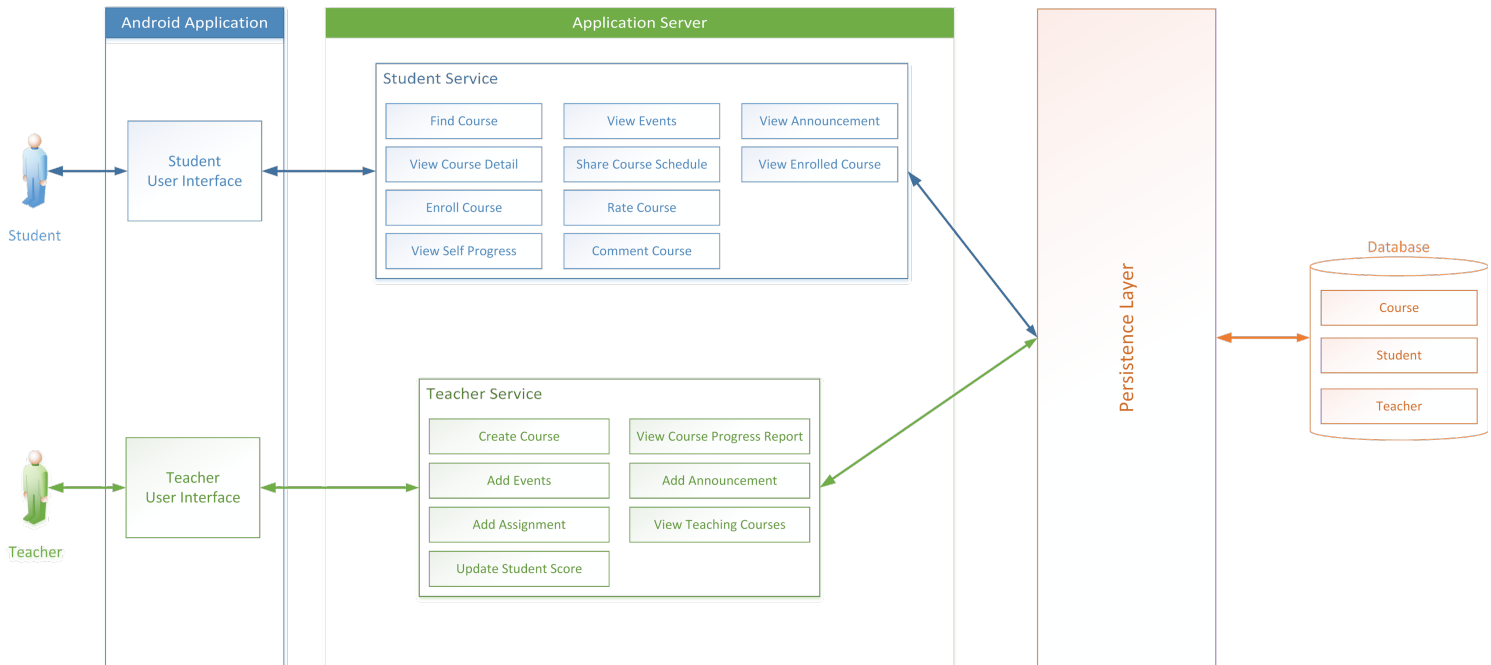 Android Application
Application Server
Student Service
Find Course
View Events
View Announcement
View Course Detail
Share Course Schedule
View Enrolled Course
Enroll Course
Rate Course
View Self Progress
Comment Course
Student
User Interface
Student
Teacher Service
Create Course
View Course Progress Report
Add Events
Add Announcement
Add Assignment
View Teaching Courses
Update Student Score
Teacher
User Interface
Teacher
Persistence Layer
Database
Course
Student
Teacher